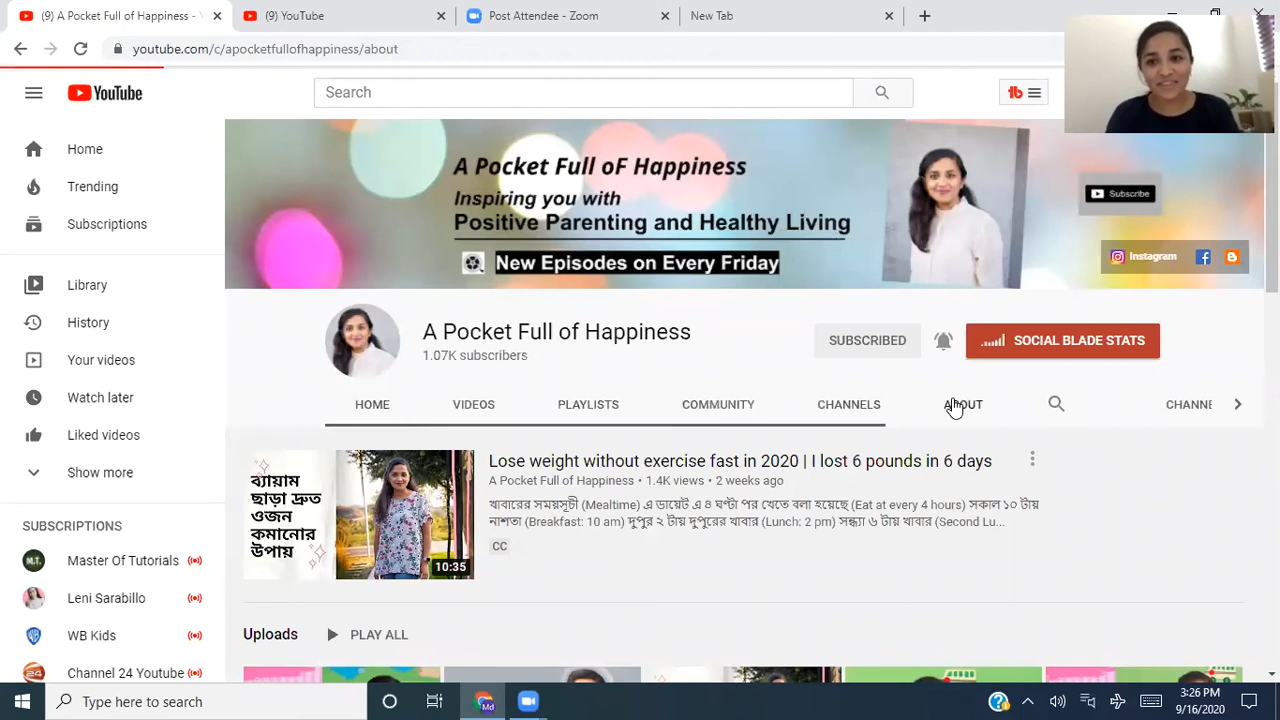 (9) A Pocket Full of Happiness -
(9) YouTube
Post Attendee - Zoom
New Tab
youtube.com/c/apocketfullofhappiness/about
YouTube
Search
Home
Trending
Subscriptions
Library
History
Your videos
Watch later
Liked videos
Show more
SUBSCRIPTIONS
Master Of Tutorials
Leni Sarabillo
WB Kids
Channel 24 Youtube
A Pocket Full oF Happiness
Inspiring you with
Positive Parenting and Healthy Living
New Episodes on Every Friday
Subscribe
Instagram
A Pocket Full of Happiness
1.07K subscribers
SUBSCRIBED
SOCIAL BLADE STATS
HOME
VIDEOS
PLAYLISTS
COMMUNITY
CHANNELS
ABOUT
CHANNE
ব্যায়াম
ছাড়া দ্রুত
ওজন
কমানোর
উপায়
10:35
Lose weight without exercise fast in 2020 | I lost 6 pounds in 6 days
A Pocket Full of Happiness • 1.4K views • 2 weeks ago
খাবারের সময়সূচী (Mealtime) এ ডায়েট এ ৪ ঘণ্টা পর খেতে বলা হয়েছে (Eat at every 4 hours) সকাল ১০ টায়
নাশতা (Breakfast: 10 am) দুপুর ২ টায় দুপুরের খাবার (Lunch: 2 pm) সন্ধ্যা ৬ টায় খাবার (Second Lu...
CC
Uploads
PLAY ALL
Type here to search
Md
3:26 PM
9/16/2020